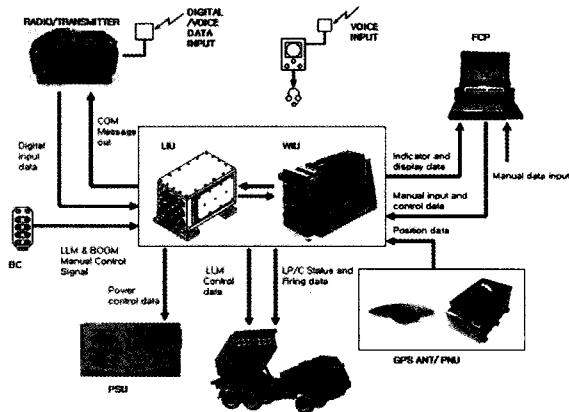 RADIO/TRANSMITTER
DIGITAL
/VOICE
DATA
INPUT
VOICE
INPUT
FCP
COM
Message
out
Digital
input
data
LIU
WIU
Indicator and
display data
Manual data input
Manual input and
control data
Position data
BC
LLM & BOOM
Manual Control
Signal
Power
control data
LLM
Control
data
LP/C Status and
Firing data
PSU
GPS ANT/ PNU